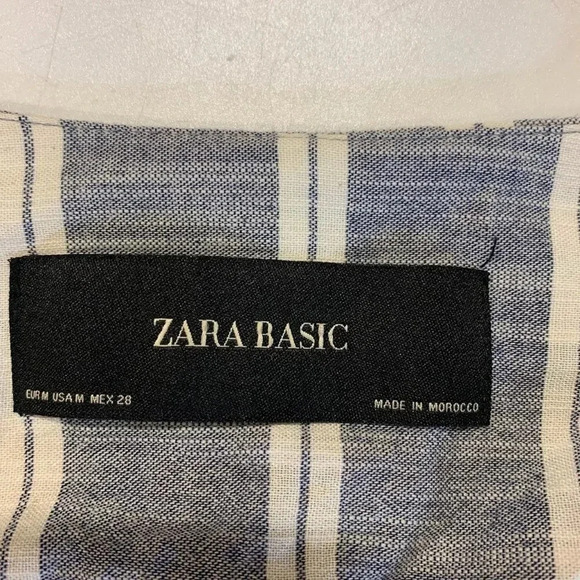 ZARA BASIC
EUR M USA M MEX 28
MADE IN MOROCCO